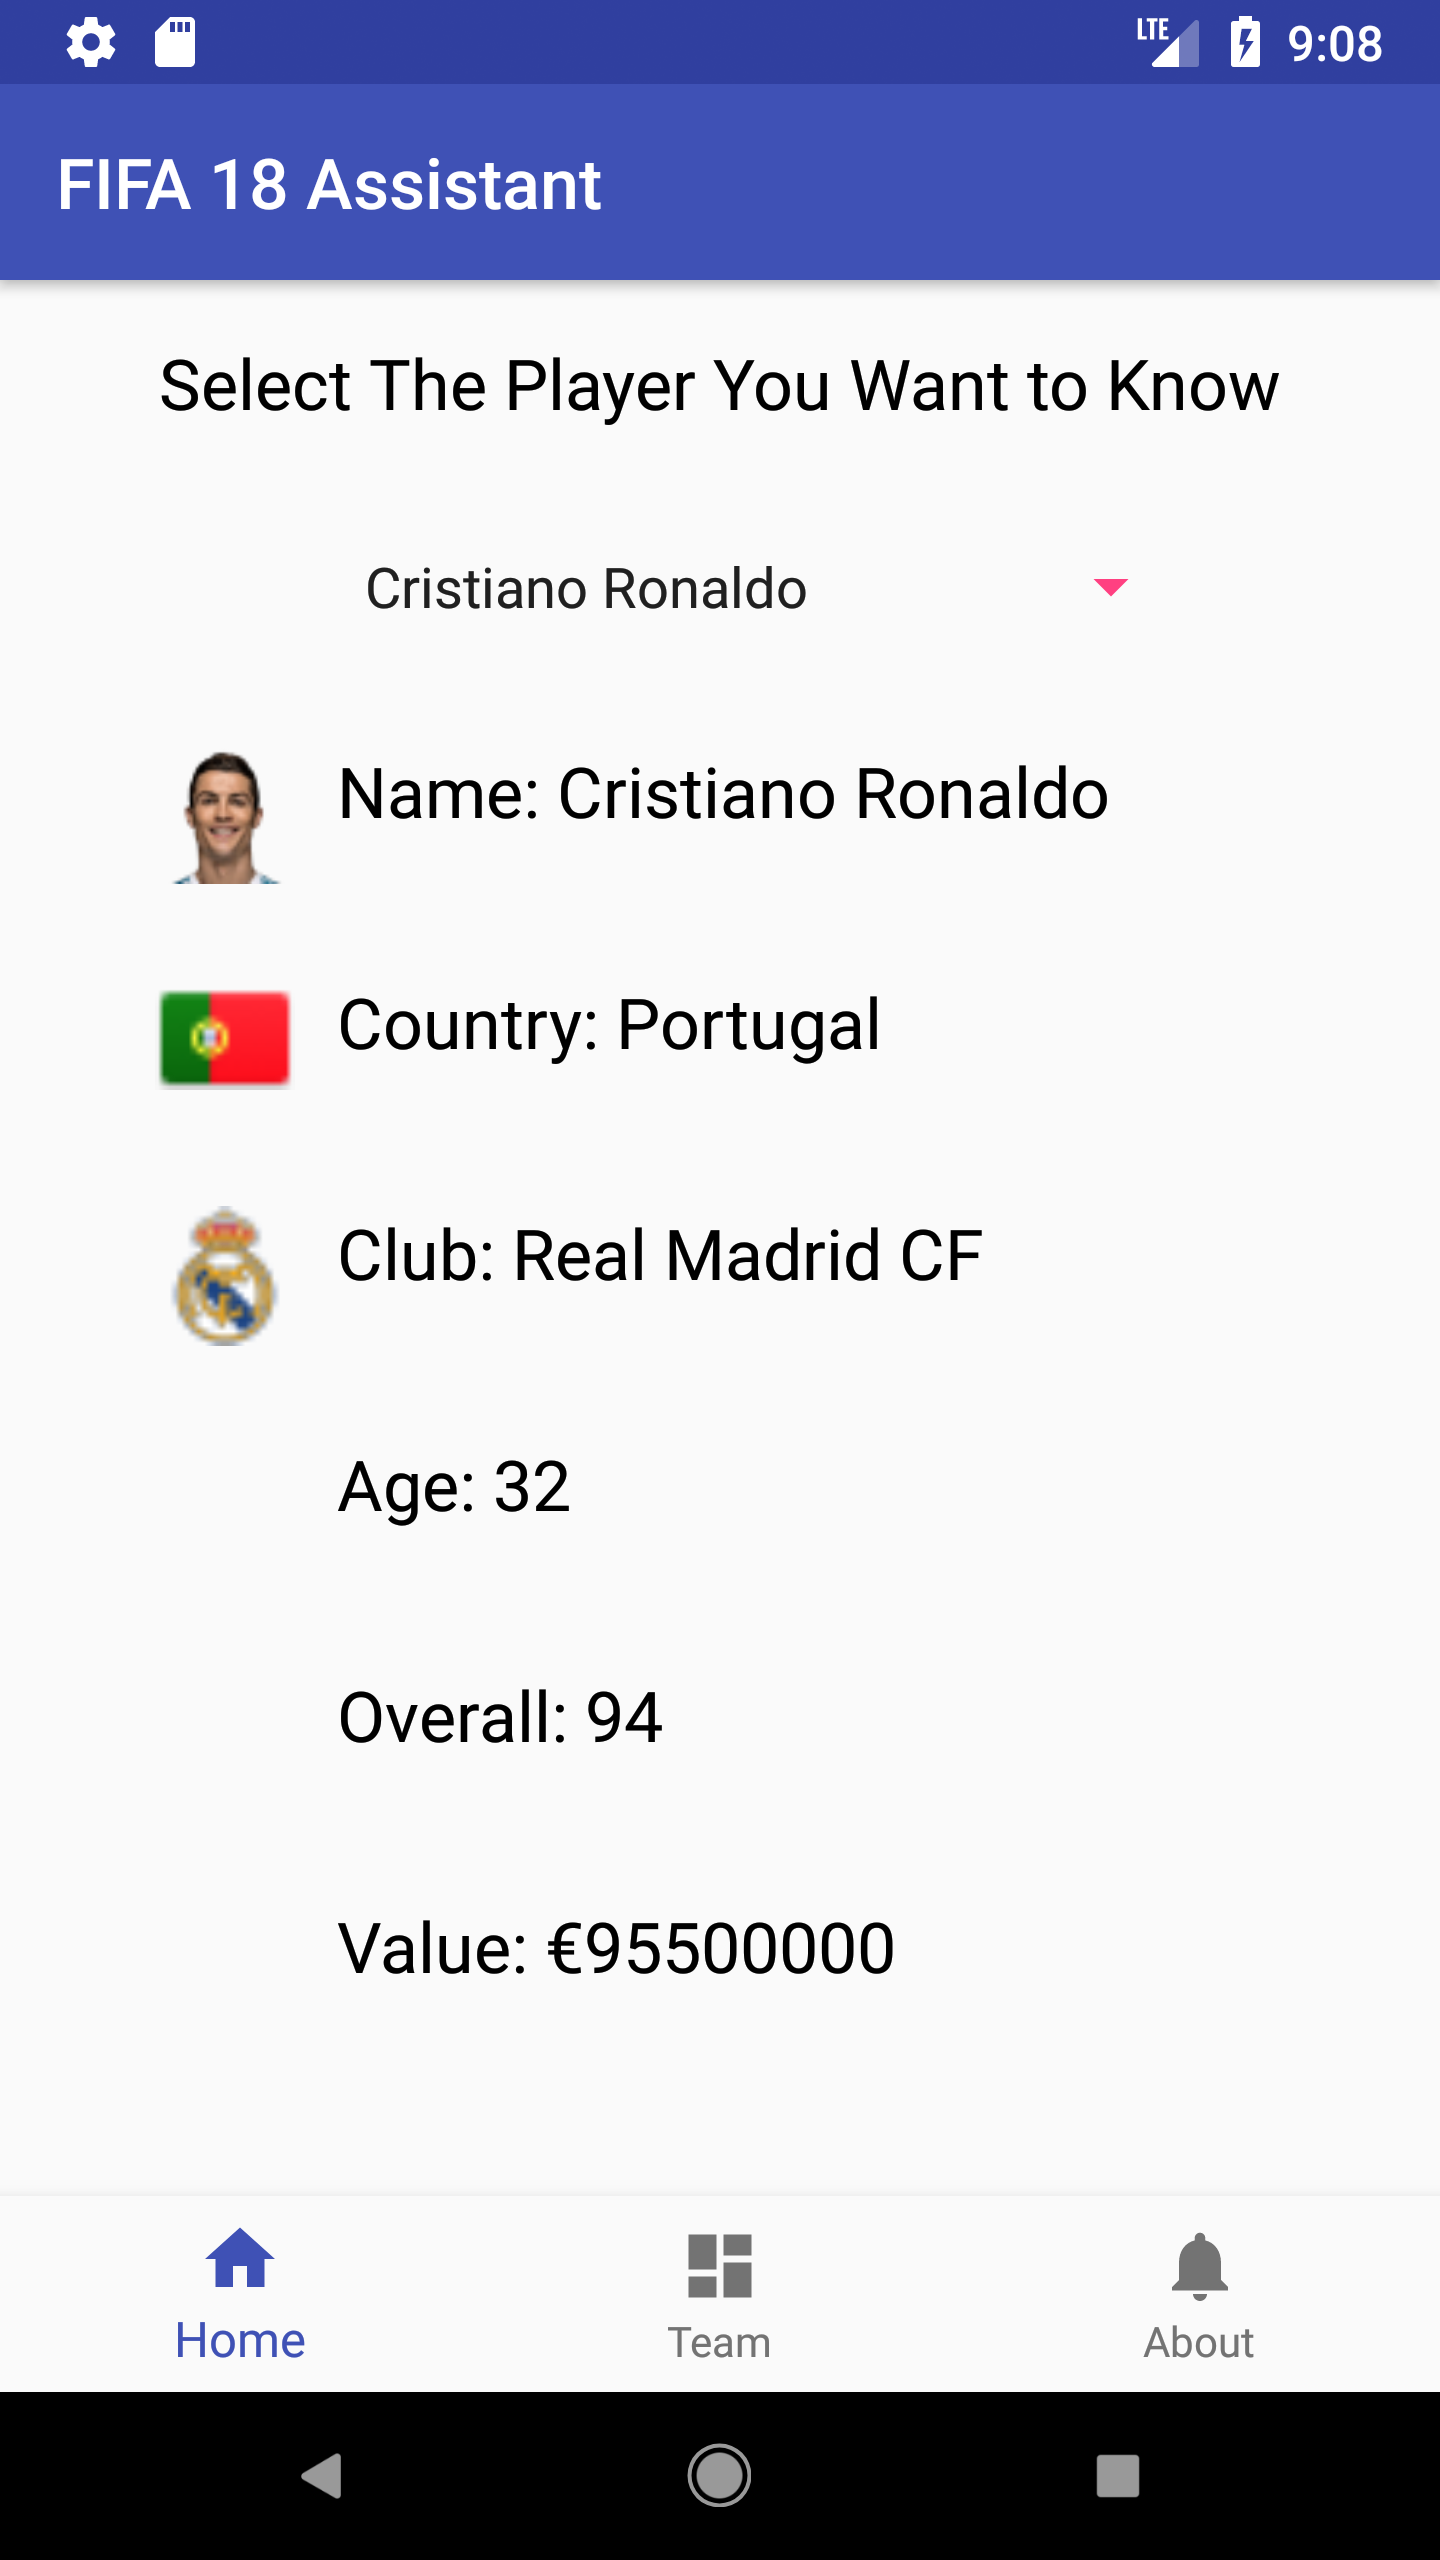 LTE 9:08
FIFA 18 Assistant
Select The Player You Want to Know
Cristiano Ronaldo
Name: Cristiano Ronaldo
Country: Portugal
Club: Real Madrid CF
Age: 32
Overall: 94
Value: €95500000
Home Team About